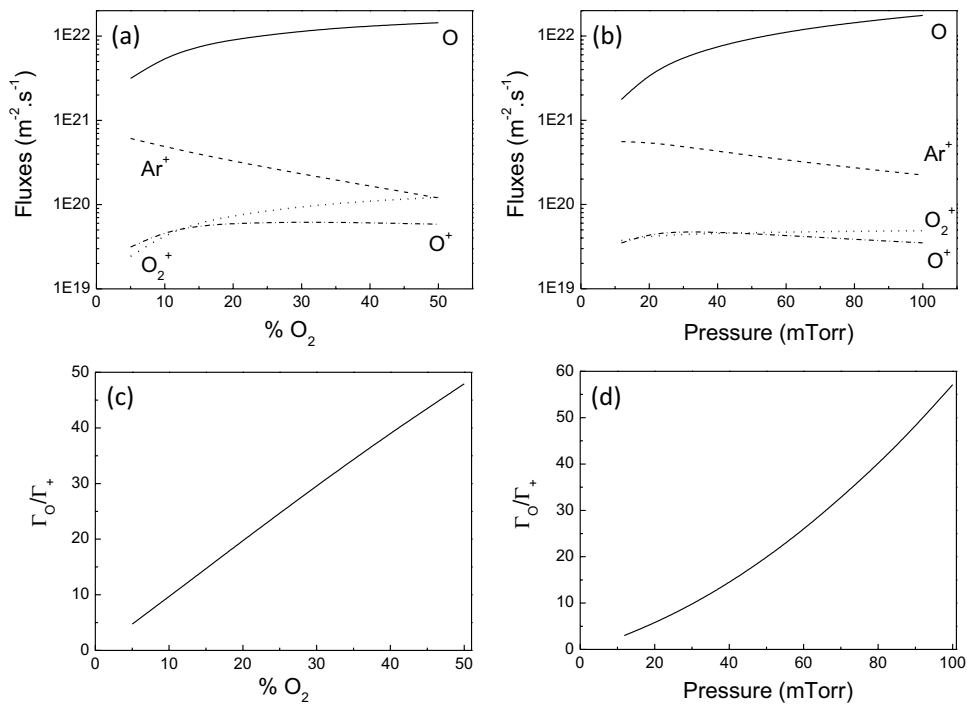 (a)
1E22
1E21
1E20
1E19
Fluxes (m⁻².s⁻¹)
O
Ar⁺
O⁺
O₂⁺
0 10 20 30 40 50
% O₂
(b)
1E22
1E21
1E20
1E19
Fluxes (m⁻².s⁻¹)
O
Ar⁺
O₂⁺
O⁺
0 20 40 60 80 100
Pressure (mTorr)
(c)
50
40
30
20
10
0
Γ_O/Γ₊
0 10 20 30 40 50
% O₂
(d)
60
50
40
30
20
10
0
Γ_O/Γ₊
0 20 40 60 80 100
Pressure (mTorr)